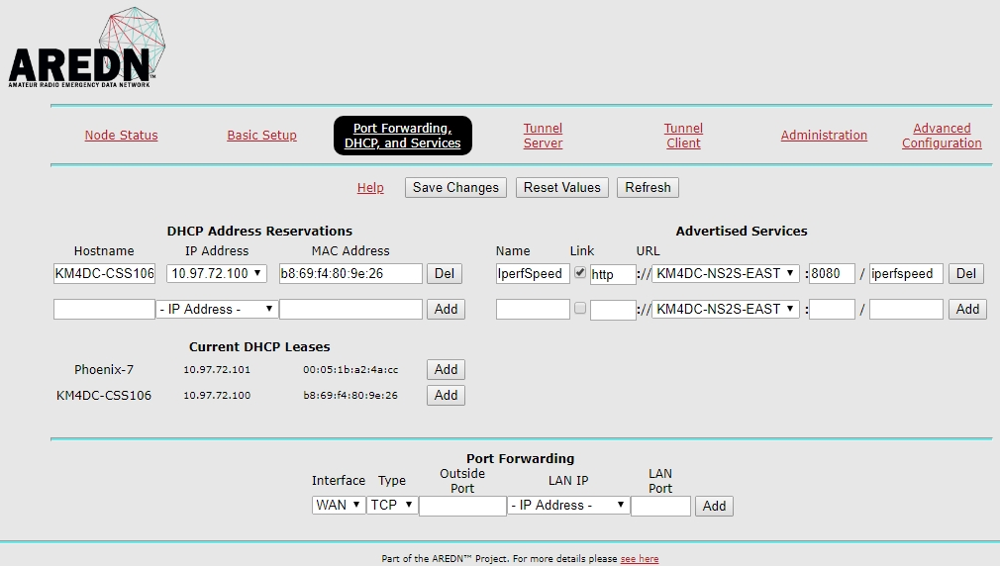 AREDN™
AMATEUR RADIO EMERGENCY DATA NETWORK
Node Status
Basic Setup
Port Forwarding,
DHCP, and Services
Tunnel
Server
Tunnel
Client
Administration
Advanced
Configuration
Help Save Changes Reset Values Refresh
DHCP Address Reservations
Hostname IP Address MAC Address
KM4DC-CSS106 10.97.72.100 b8:69:f4:80:9e:26 Del
- IP Address - Add
Current DHCP Leases
Phoenix-7 10.97.72.101 00:05:1b:a2:4a:cc Add
KM4DC-CSS106 10.97.72.100 b8:69:f4:80:9e:26 Add
Advertised Services
Name Link URL
IperfSpeed http :// KM4DC-NS2S-EAST : 8080 / iperfspeed Del
:// KM4DC-NS2S-EAST : / Add
Port Forwarding
Interface Type Outside
Port LAN IP LAN
Port
WAN TCP - IP Address - Add
Part of the AREDN™ Project. For more details please see here